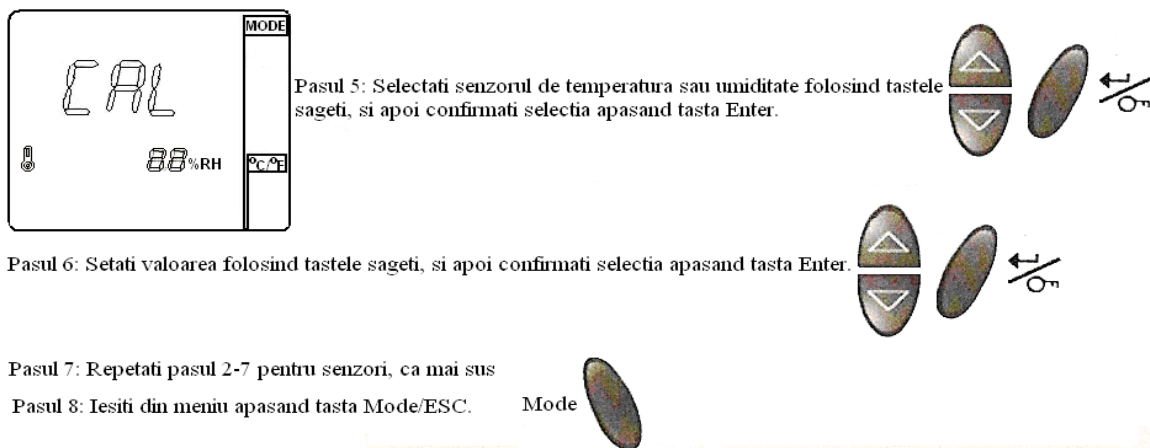 MODE
CAL
Pasul 5: Selectati senzorul de temperatura sau umiditate folosind tastele
sageti, si apoi confirmati selectia apasand tasta Enter.
88%RH
°C/°F
Pasul 6: Setati valoarea folosind tastele sageti, si apoi confirmati selectia apasand tasta Enter.
Pasul 7: Repetati pasul 2-7 pentru senzori, ca mai sus
Pasul 8: Iesiti din meniu apasand tasta Mode/ESC.
Mode